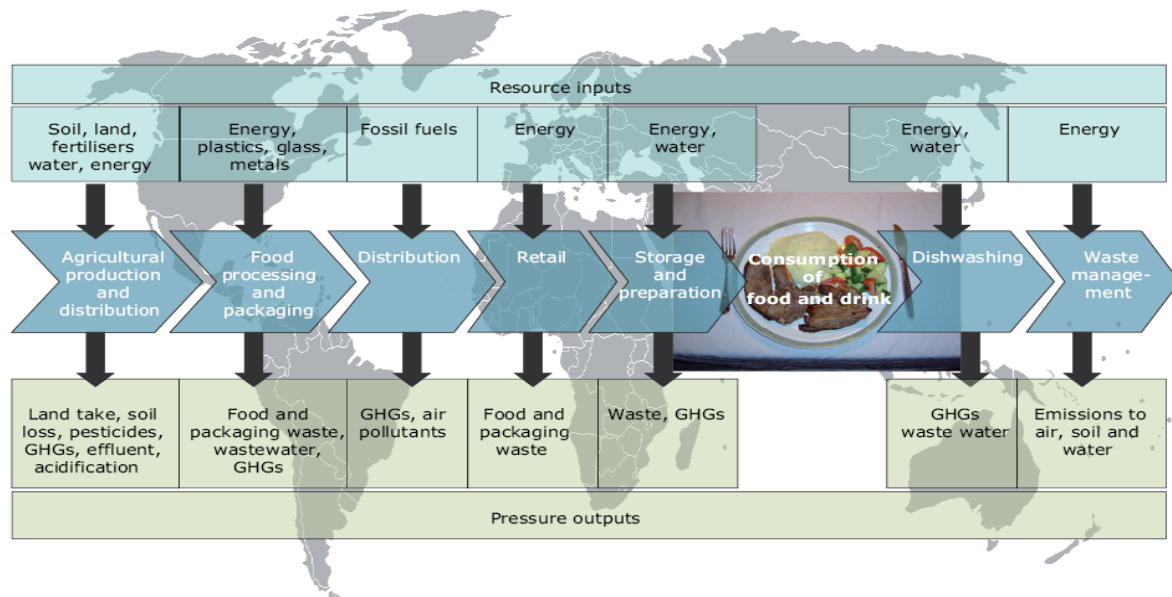 Resource inputs
Soil, land,
fertilisers
water, energy
Energy,
plastics, glass,
metals
Fossil fuels
Energy
Energy,
water
Energy,
water
Energy
Agricultural
production
and
distribution
Food
processing
and
packaging
Distribution
Retail
Storage
and
preparation
Consumption
of
food and drink
Dishwashing
Waste
manage-
ment
Land take, soil
loss, pesticides,
GHGs, effluent,
acidification
Food and
packaging waste,
wastewater,
GHGs
GHGs, air
pollutants
Food and
packaging
waste
Waste, GHGs
GHGs
waste water
Emissions to
air, soil and
water
Pressure outputs